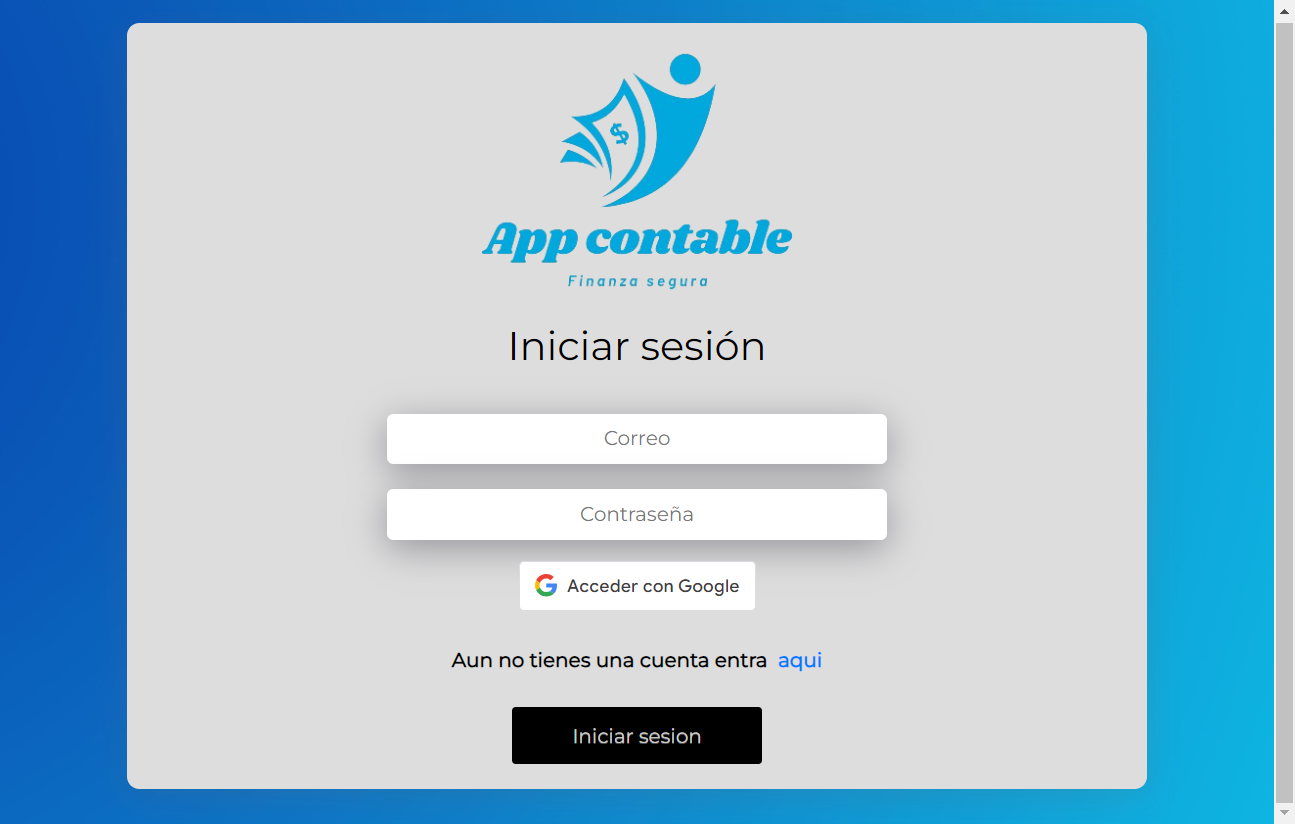 $
App contable
Finanza segura
Iniciar sesión
Correo
Contraseña
Acceder con Google
Aun no tienes una cuenta entra aqui
Iniciar sesion